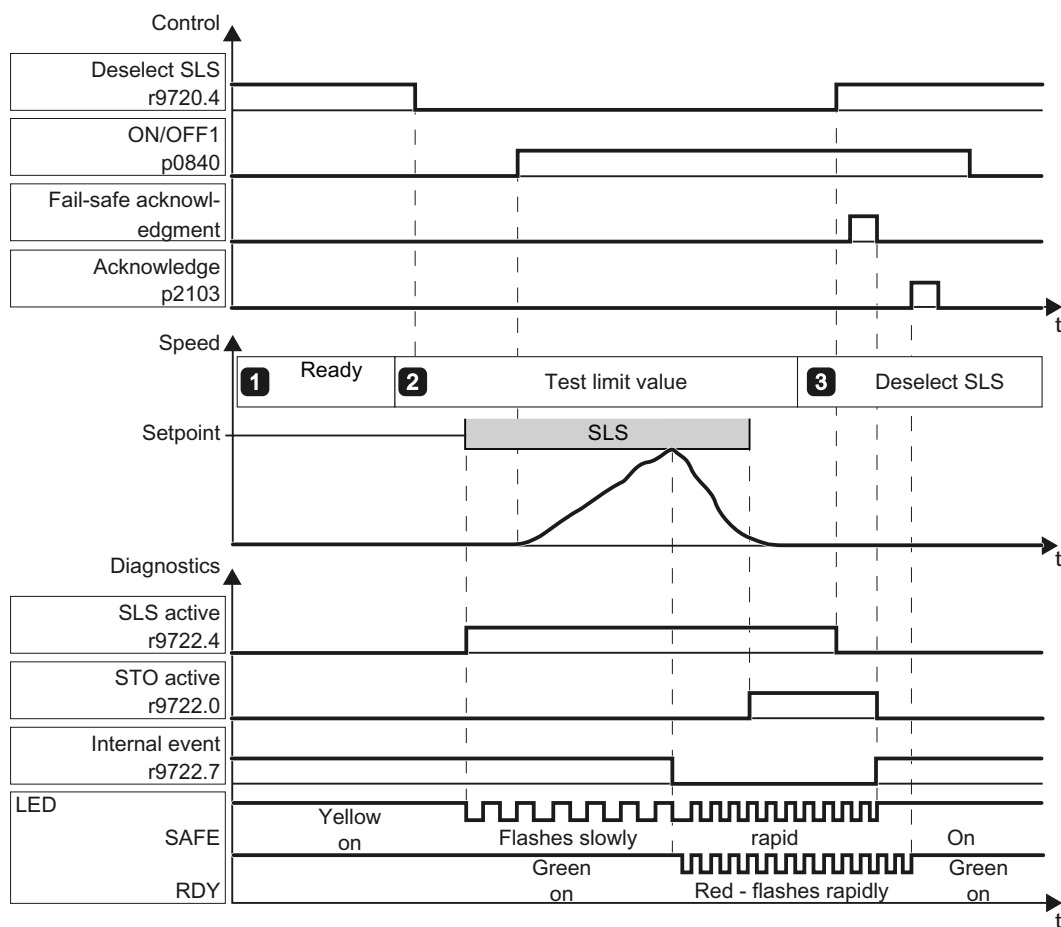 Control
Deselect SLS
r9720.4
ON/OFF1
p0840
Fail-safe acknowl-
edgment
Acknowledge
p2103
t
Speed
1 Ready 2 Test limit value 3 Deselect SLS
Setpoint SLS
t
Diagnostics
SLS active
r9722.4
STO active
r9722.0
Internal event
r9722.7
LED
SAFE Yellow on Flashes slowly rapid On
RDY Green on Red - flashes rapidly Green on
t